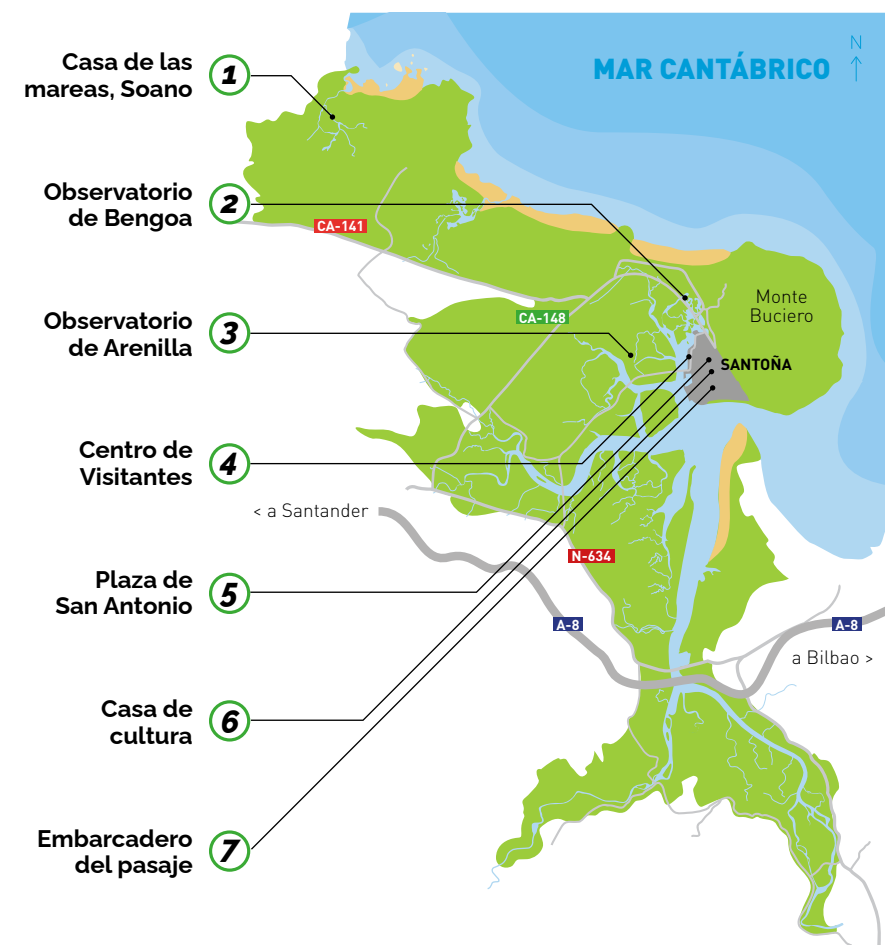 Casa de las
mareas, Soano
1
MAR CANTÁBRICO
N
Observatorio
de Bengoa
2
CA-141
Monte
Buciero
Observatorio
de Arenilla
3
CA-148
SANTOÑA
Centro de
Visitantes
4
< a Santander
N-634
Plaza de
San Antonio
5
A-8
A-8
a Bilbao >
Casa de
cultura
6
Embarcadero
del pasaje
7